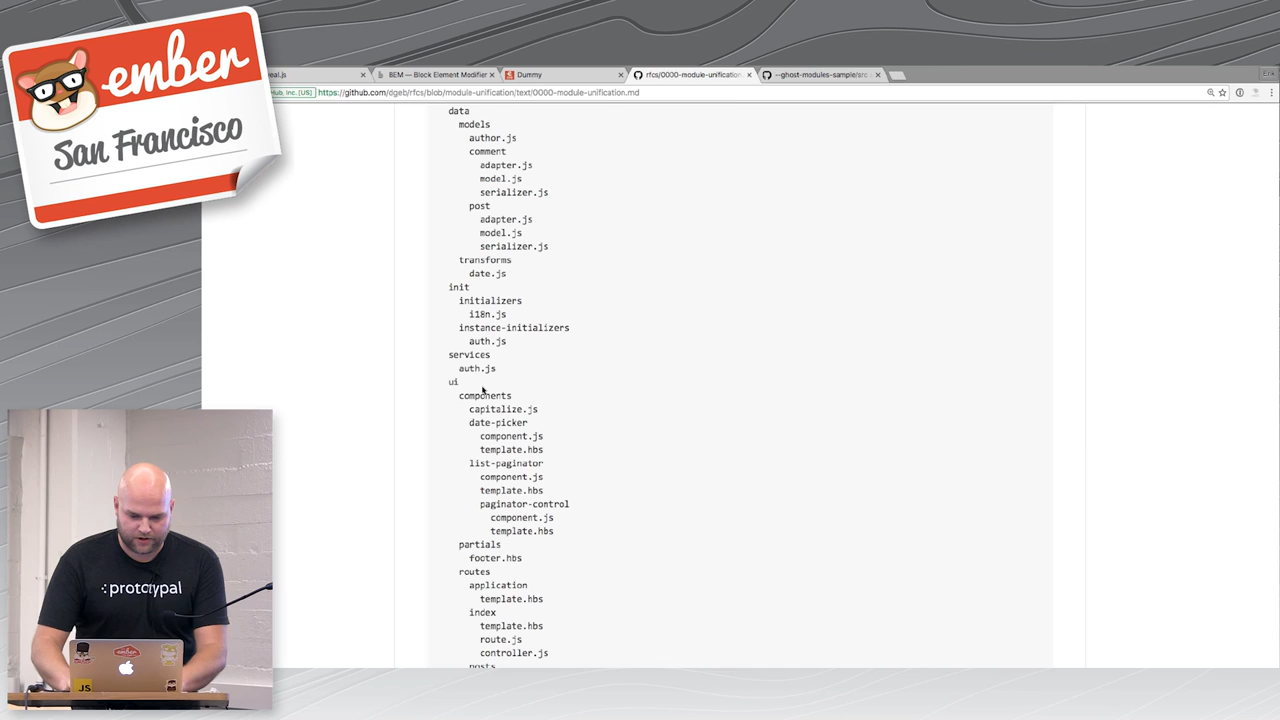 ember
San Francisco
eal.js
BEM — Block Element Modifier
Dummy
rfcs/0000-module-unification.
--ghost-modules-sample/src
Hub, Inc. [US]
https://github.com/dgeb/rfcs/blob/module-unification/text/0000-module-unification.md
data
models
author.js
comment
adapter.js
model.js
serializer.js
post
adapter.js
model.js
serializer.js
transforms
date.js
init
initializers
i18n.js
instance-initializers
auth.js
services
auth.js
ui
components
capitalize.js
date-picker
component.js
template.hbs
list-paginator
component.js
template.hbs
paginator-control
component.js
template.hbs
partials
footer.hbs
routes
application
template.hbs
index
template.hbs
route.js
controller.js
posts
prototypal
ember
JS